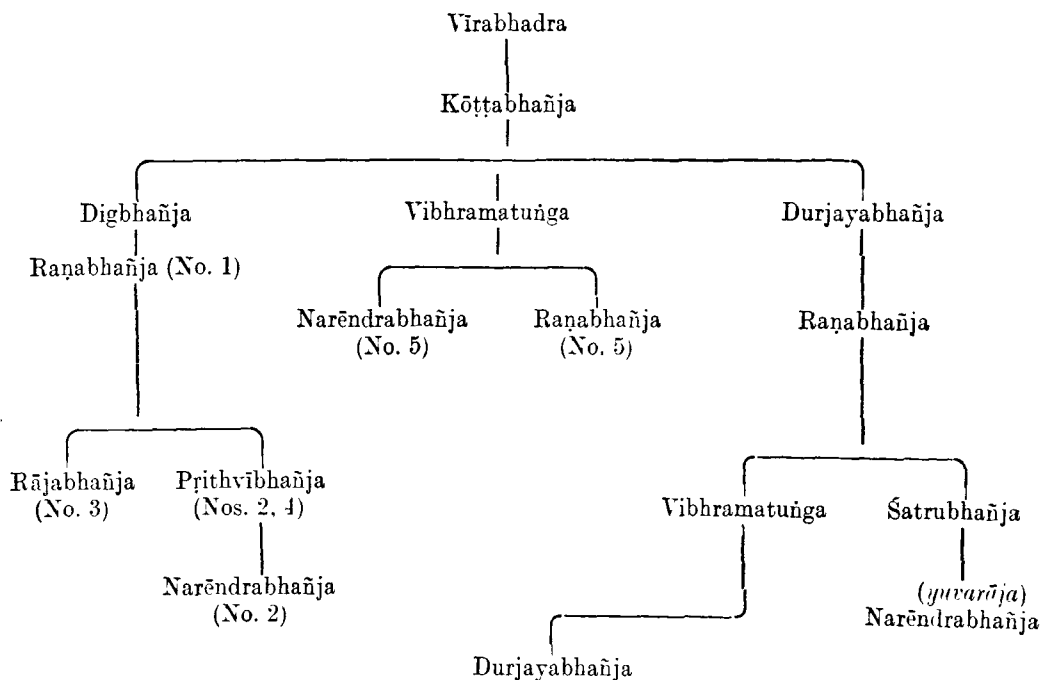 Vīrabhadra
Kōṭṭabhañja
Digbhañja Vibhramatuṅga Durjayabhañja
Raṇabhañja (No. 1)
Narēndrabhañja Raṇabhañja Raṇabhañja
(No. 5) (No. 5)
Rājabhañja Pṛithvībhañja
(No. 3) (Nos. 2, 4)
Vibhramatuṅga Śatrubhañja
Narēndrabhañja
(No. 2)
(yuvarāja)
Narēndrabhañja
Durjayabhañja